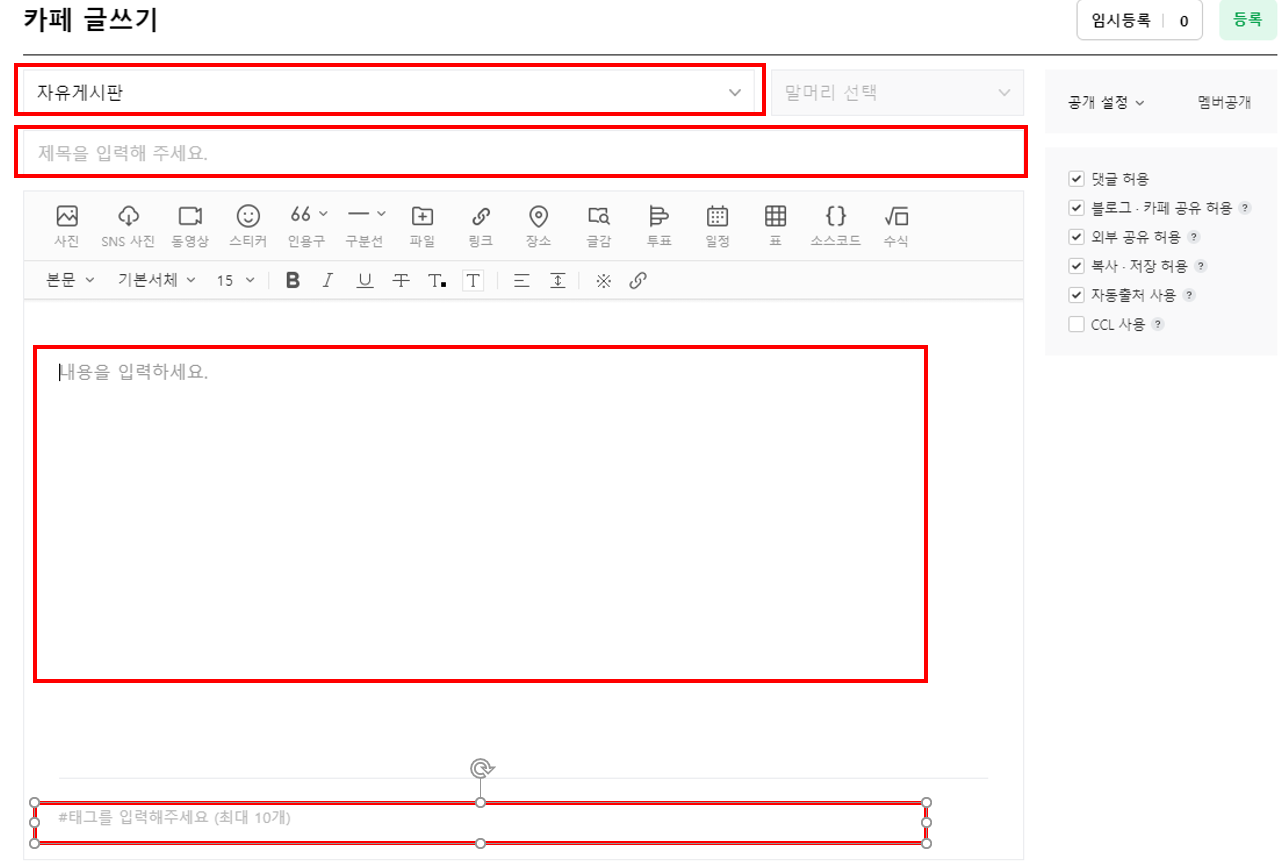 카페 글쓰기
임시등록 | 0
등록
자유게시판
말머리 선택
공개 설정
멤버공개
제목을 입력해 주세요.
댓글 허용
블로그 · 카페 공유 허용 ?
외부 공유 허용 ?
복사 · 저장 허용 ?
자동출처 사용 ?
CCL 사용 ?
사진 SNS 사진 동영상 스티커 인용구 구분선 파일 링크 장소 글감 투표 일정 표 소스코드 수식
본문 기본서체 15 B I U T T. T
내용을 입력하세요.
#태그를 입력해주세요 (최대 10개)